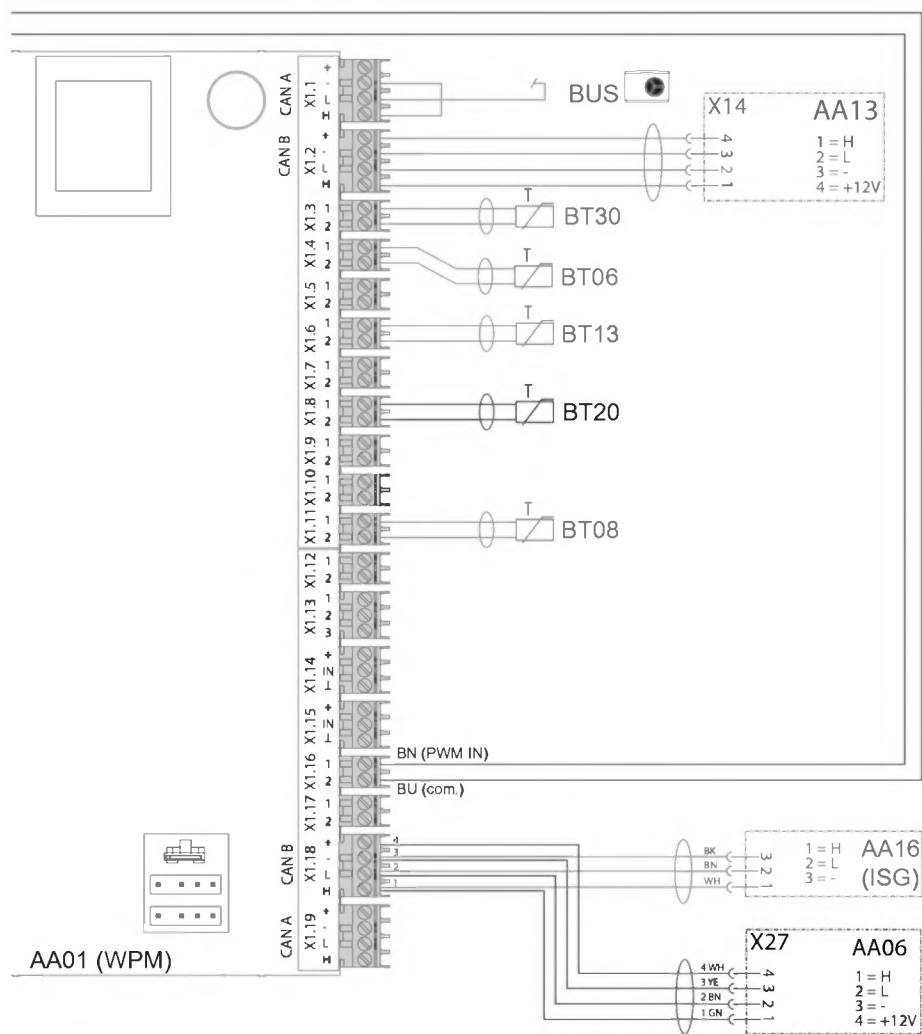 CAN A
X1.1
+
-
L
H
BUS
CAN B
X1.2
+
-
L
H
X14
AA13
4
3
2
1
1 = H
2 = L
3 = -
4 = +12V
X1.3
1
2
T
BT30
X1.4
1
2
T
BT06
X1.5
1
2
X1.6
1
2
T
BT13
X1.7
1
2
X1.8
1
2
T
BT20
X1.9
1
2
X1.10
1
2
X1.11
1
2
T
BT08
X1.12
1
2
X1.13
1
2
3
X1.14
+
IN
⊥
X1.15
+
IN
⊥
X1.16
1
2
BN (PWM IN)
BU (com.)
X1.17
1
2
CAN B
X1.18
+
-
L
H
4
3
2
1
BK
BN
WH
3
2
1
1 = H
2 = L
3 = -
AA16
(ISG)
CAN A
X1.19
+
-
L
H
AA01 (WPM)
X27
AA06
4 WH
3 YE
2 BN
1 GN
4
3
2
1
1 = H
2 = L
3 = -
4 = +12V